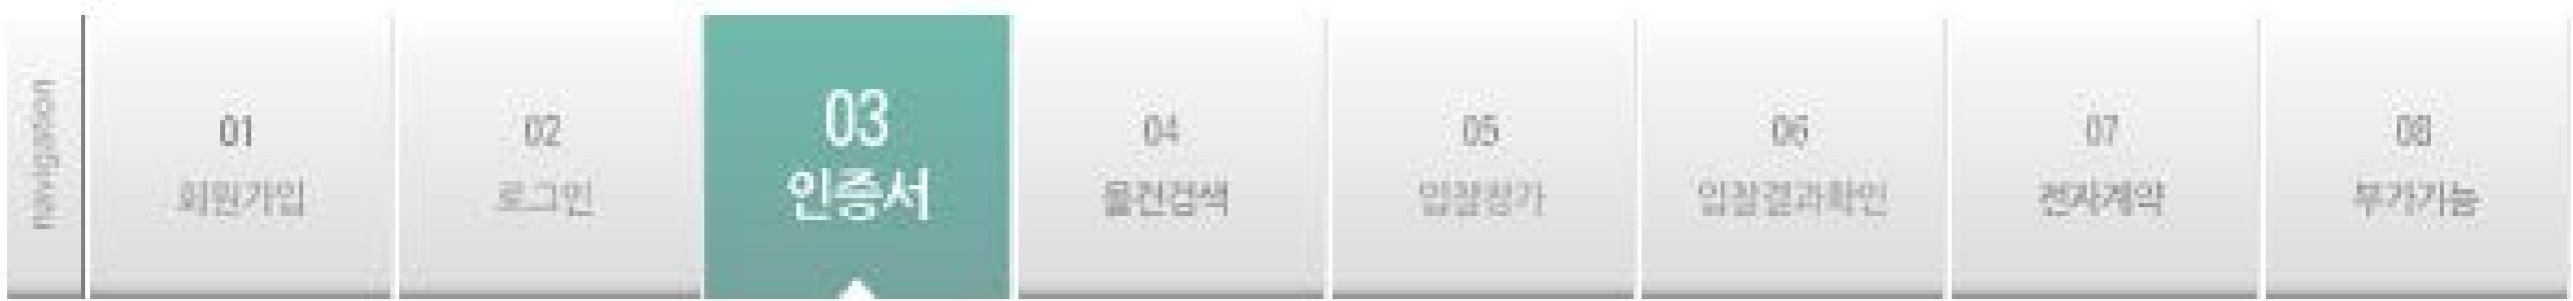 navigation
01
회원가입
02
로그인
03
인증서
04
물건검색
05
입찰참가
06
입찰결과확인
07
전자계약
08
부가기능